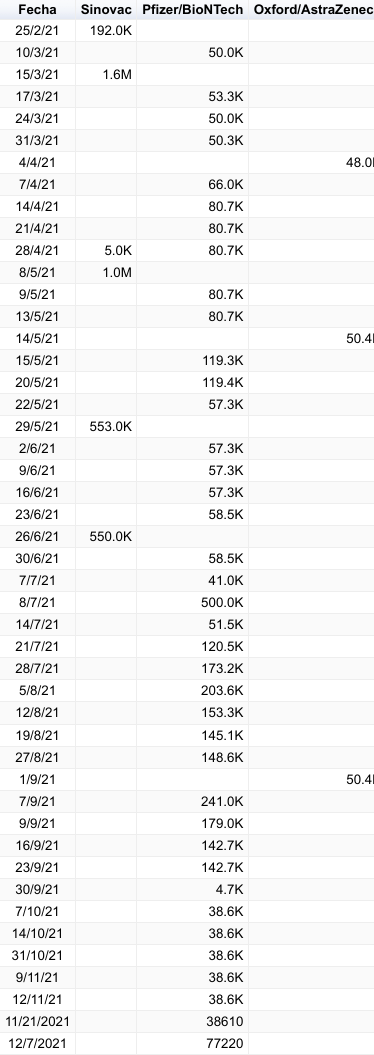 Fecha Sinovac Pfizer/BioNTech Oxford/AstraZenec
25/2/21 192.0K
10/3/21 50.0K
15/3/21 1.6M
17/3/21 53.3K
24/3/21 50.0K
31/3/21 50.3K
4/4/21 48.0
7/4/21 66.0K
14/4/21 80.7K
21/4/21 80.7K
28/4/21 5.0K 80.7K
8/5/21 1.0M
9/5/21 80.7K
13/5/21 80.7K
14/5/21 50.4
15/5/21 119.3K
20/5/21 119.4K
22/5/21 57.3K
29/5/21 553.0K
2/6/21 57.3K
9/6/21 57.3K
16/6/21 57.3K
23/6/21 58.5K
26/6/21 550.0K
30/6/21 58.5K
7/7/21 41.0K
8/7/21 500.0K
14/7/21 51.5K
21/7/21 120.5K
28/7/21 173.2K
5/8/21 203.6K
12/8/21 153.3K
19/8/21 145.1K
27/8/21 148.6K
1/9/21 50.4
7/9/21 241.0K
9/9/21 179.0K
16/9/21 142.7K
23/9/21 142.7K
30/9/21 4.7K
7/10/21 38.6K
14/10/21 38.6K
31/10/21 38.6K
9/11/21 38.6K
12/11/21 38.6K
11/21/2021 38610
12/7/2021 77220